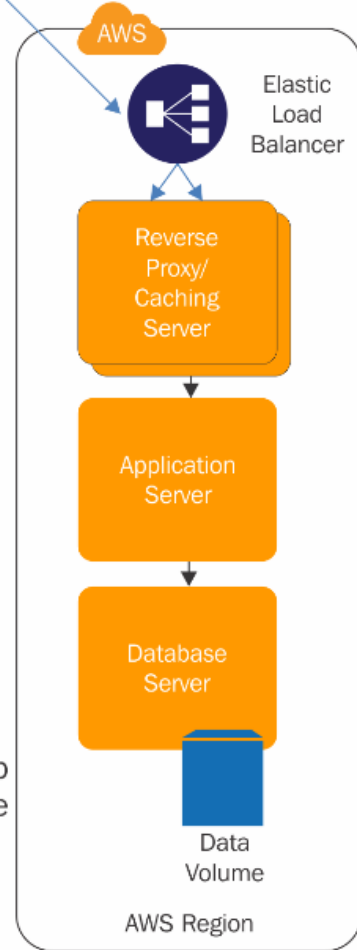 AWS
Elastic
Load
Balancer
Reverse
Proxy/
Caching
Server
Application
Server
Database
Server
Data
Volume
AWS Region